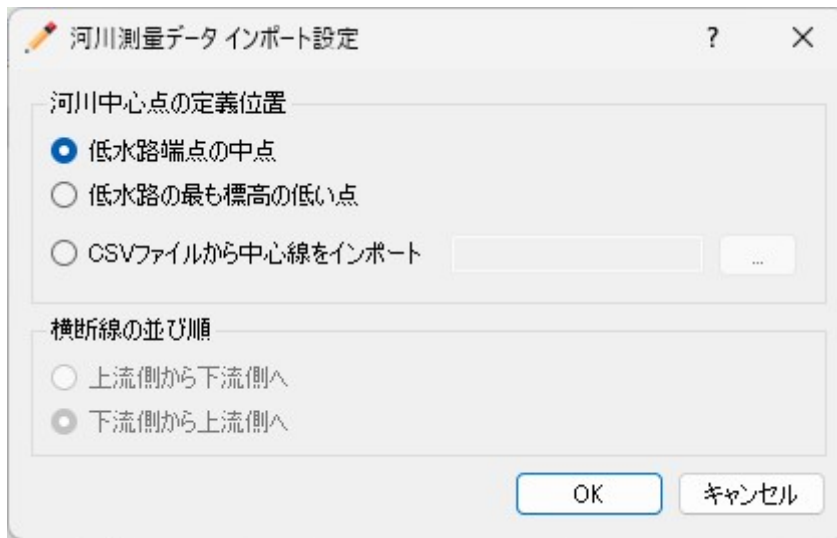 河川測量データ インポート設定 ?
河川中心点の定義位置
低水路端点の中点
低水路の最も標高の低い点
CSVファイルから中心線をインポート ...
横断線の並び順
上流側から下流側へ
下流側から上流側へ
OK キャンセル